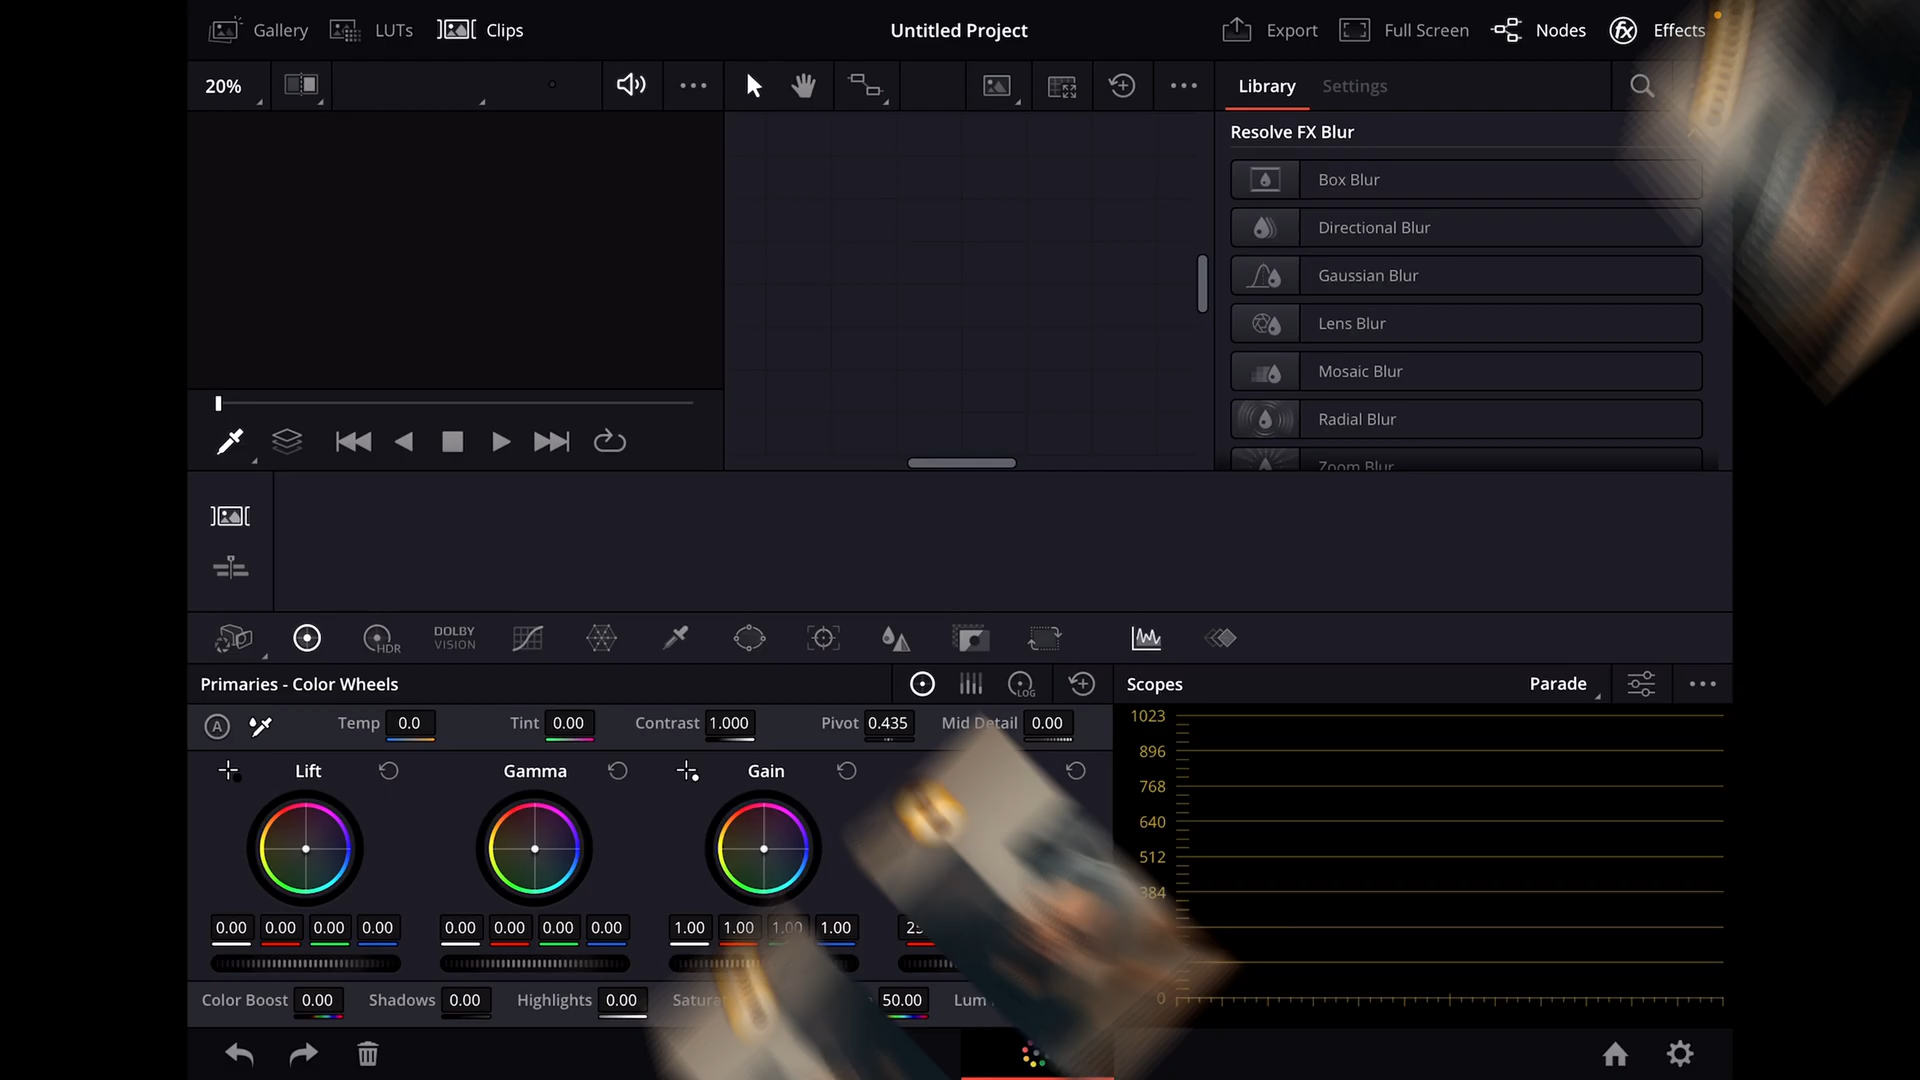 Gallery LUTs Clips Untitled Project Export Full Screen Nodes fx Effects
20% Library Settings
Resolve FX Blur
Box Blur
Directional Blur
Gaussian Blur
Lens Blur
Mosaic Blur
Radial Blur
Zoom Blur
HDR DOLBY
VISION
Primaries - Color Wheels LOG Scopes Parade
A Temp 0.0 Tint 0.00 Contrast 1.000 Pivot 0.435 Mid Detail 0.00
Lift Gamma Gain
0.00 0.00 0.00 0.00 0.00 0.00 0.00 0.00 1.00 1.00 1.00 1.00
Color Boost 0.00 Shadows 0.00 Highlights 0.00 50.00 Lum
1023
896
768
640
512
384
0